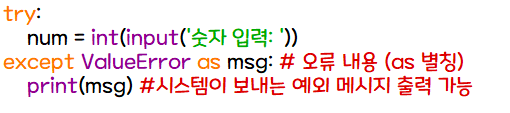 try:
    num = int(input('숫자 입력: '))
except ValueError as msg: # 오류 내용 (as 별칭)
    print(msg) #시스템이 보내는 예외 메시지 출력 가능